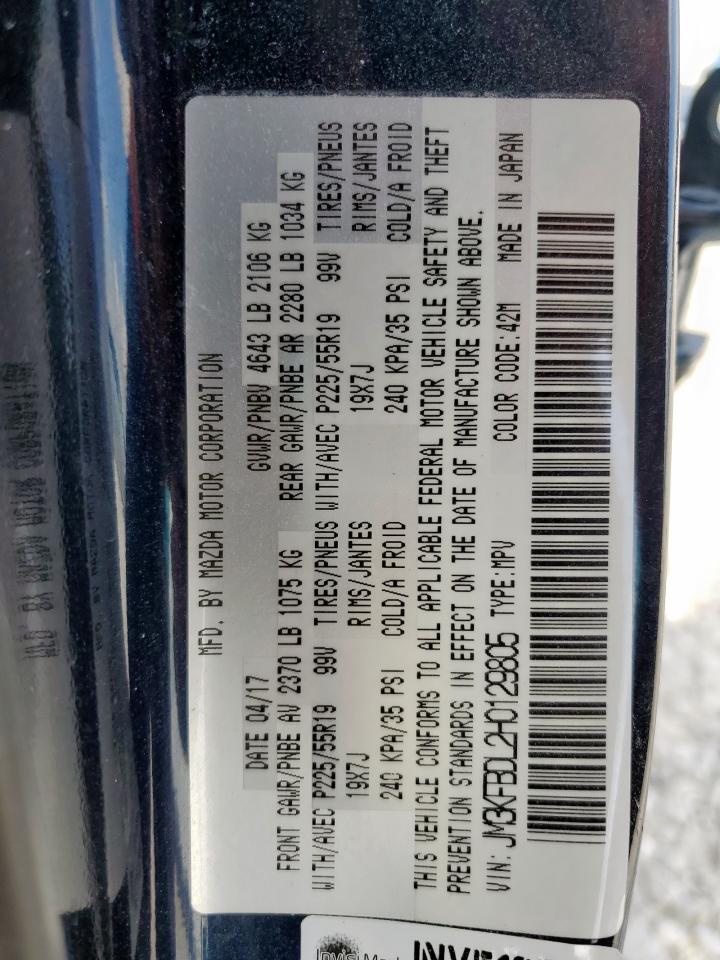 MFD. BY MAZDA MOTOR CORPORATION
DATE 04/17 GVWR/PNBV 4643 LB 2106 KG
FRONT GAWR/PNBE AV 2370 LB 1075 KG REAR GAWR/PNBE AR 2280 LB 1034 KG
WITH/AVEC P225/55R19 99V TIRES/PNEUS WITH/AVEC P225/55R19 99V TIRES/PNEUS
19X7J RIMS/JANTES 19X7J RIMS/JANTES
240 KPA/35 PSI COLD/A FROID 240 KPA/35 PSI COLD/A FROID
THIS VEHICLE CONFORMS TO ALL APPLICABLE FEDERAL MOTOR VEHICLE SAFETY AND THEFT
PREVENTION STANDARDS IN EFFECT ON THE DATE OF MANUFACTURE SHOWN ABOVE.
VIN: JM3KFBDL2H0129805 TYPE:MPV COLOR CODE:42M MADE IN JAPAN